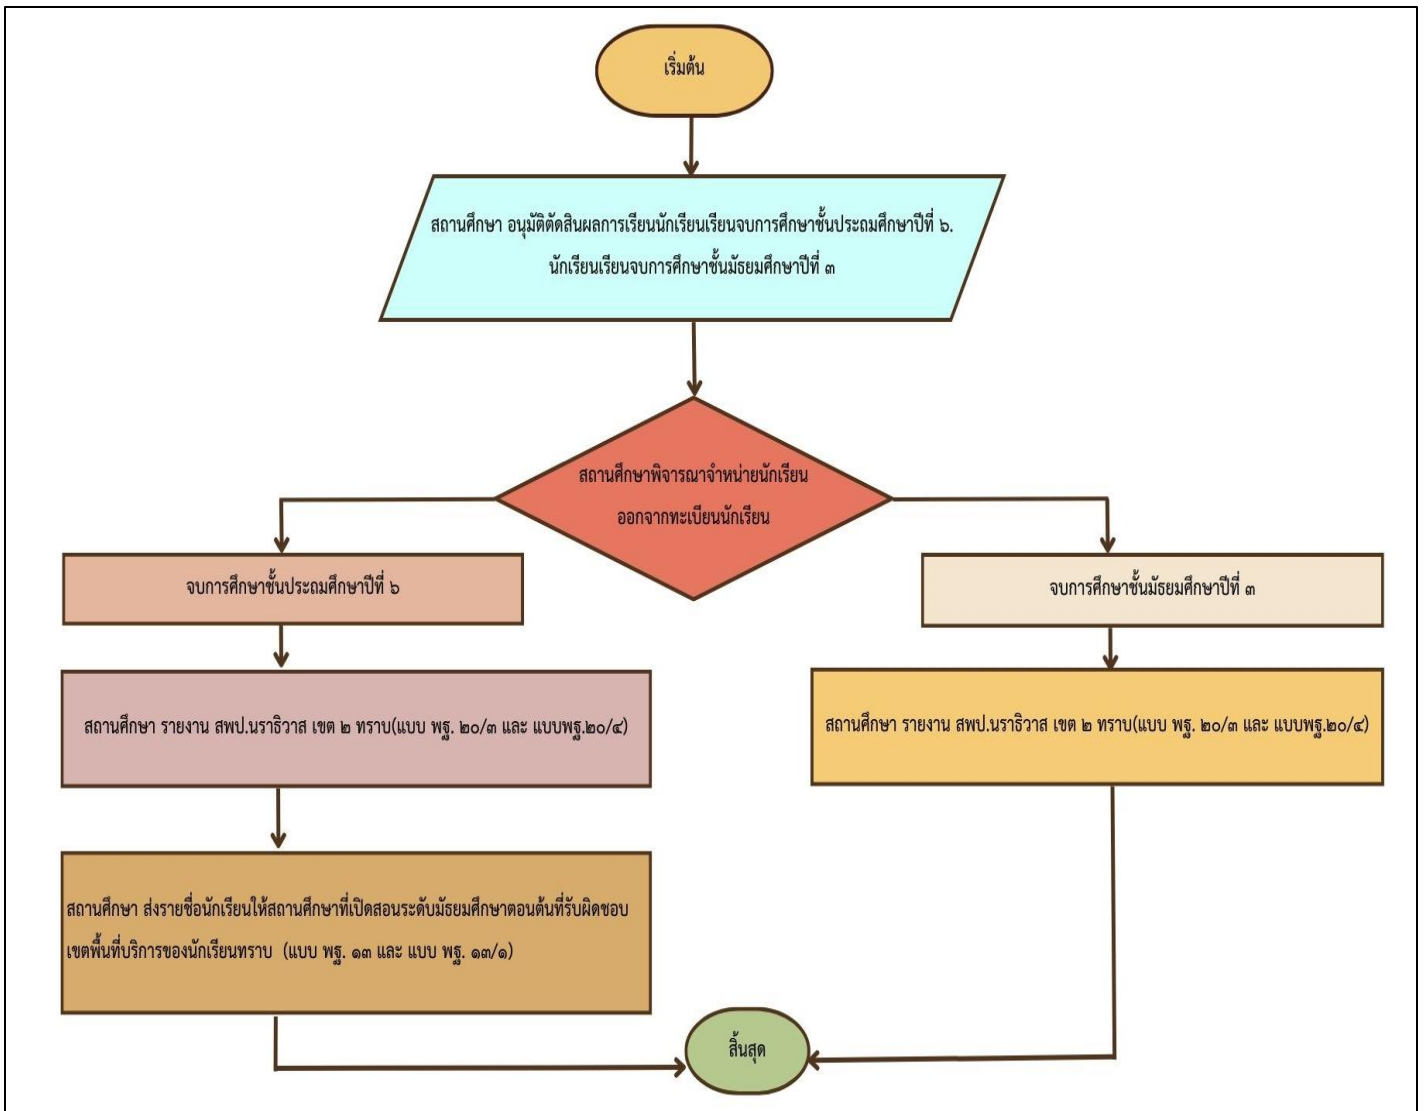 เริ่มต้น
สถานศึกษา อนุมัติตัดสินผลการเรียนนักเรียนเรียนจบการศึกษาชั้นประถมศึกษาปีที่ ๖.
นักเรียนเรียนจบการศึกษาชั้นมัธยมศึกษาปีที่ ๓
สถานศึกษาพิจารณาจำหน่ายนักเรียน
ออกจากทะเบียนนักเรียน
จบการศึกษาชั้นประถมศึกษาปีที่ ๖
จบการศึกษาชั้นมัธยมศึกษาปีที่ ๓
สถานศึกษา รายงาน สพป.นราธิวาส เขต ๒ ทราบ(แบบ พฐ. ๒๐/๓ และ แบบพฐ.๒๐/๔)
สถานศึกษา รายงาน สพป.นราธิวาส เขต ๒ ทราบ(แบบ พฐ. ๒๐/๓ และ แบบพฐ.๒๐/๔)
สถานศึกษา ส่งรายชื่อนักเรียนให้สถานศึกษาที่เปิดสอนระดับมัธยมศึกษาตอนต้นที่รับผิดชอบ
เขตพื้นที่บริการของนักเรียนทราบ (แบบ พฐ. ๑๓ และ แบบ พฐ. ๑๓/๑)
สิ้นสุด